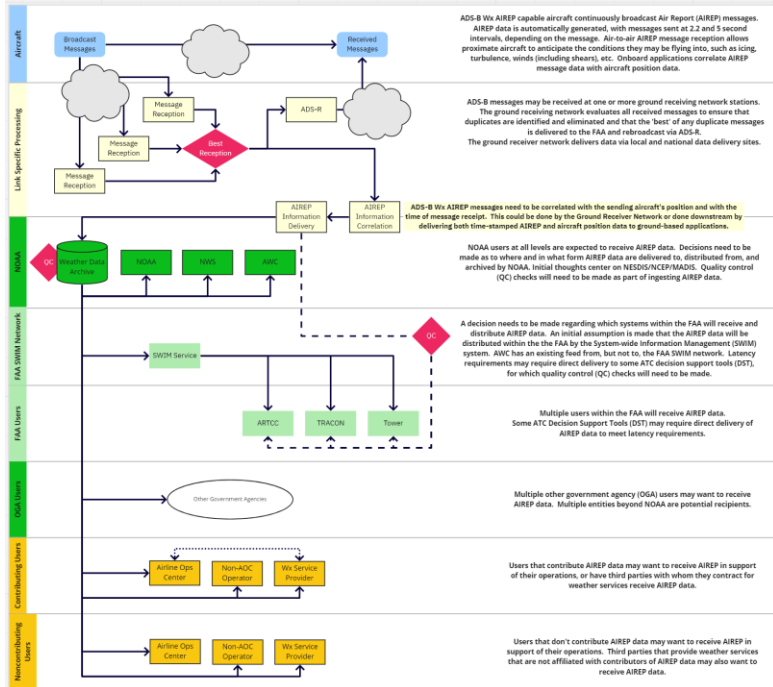 Aircraft
Broadcast
Messages
Received
Messages
ADS-B Wx AIREP capable aircraft continuously broadcast Air Report (AIREP) messages.
AIREP data is automatically generated, with messages sent at 2.2 and 5 second
intervals, depending on the message. Air-to-air AIREP message reception allows
proximate aircraft to anticipate the conditions they may be flying into, such as icing,
turbulence, winds (including shears), etc. Onboard applications correlate AIREP
message data with aircraft position data.
Link Specific Processing
Message
Reception
Message
Reception
Message
Reception
Best
Reception
ADS-R
ADS-B messages may be received at one or more ground receiving network stations.
The ground receiving network evaluates all received messages to ensure that
duplicates are identified and eliminated and that the 'best' of any duplicate messages
is delivered to the FAA and rebroadcast via ADS-R.
The ground receiver network delivers data via local and national data delivery sites.
AIREP
Information
Delivery
AIREP
Information
Correlation
ADS-B Wx AIREP messages need to be correlated with the sending aircraft's position and with the
time of message receipt. This could be done by the Ground Receiver Network or done downstream by
delivering both time-stamped AIREP and aircraft position data to ground-based applications.
NOAA
QC
Weather Data
Archive
NOAA
NWS
AWC
NOAA users at all levels are expected to receive AIREP data. Decisions need to be
made as to where and in what form AIREP data are delivered to, distributed from, and
archived by NOAA. Initial thoughts center on NESDIS/NCEP/MADIS. Quality control
(QC) checks will need to be made as part of ingesting AIREP data.
FAA SWIM Network
SWIM Service
QC
A decision needs to be made regarding which systems within the FAA will receive and
distribute AIREP data. An initial assumption is made that the AIREP data will be
distributed within the the FAA by the System-wide Information Management (SWIM)
system. AWC has an existing feed from, but not to, the FAA SWIM network. Latency
requirements may require direct delivery to some ATC decision support tools (DST),
for which quality control (QC) checks will need to be made.
FAA Users
ARTCC
TRACON
Tower
Multiple users within the FAA will receive AIREP data.
Some ATC Decision Support Tools (DST) may require direct delivery of
AIREP data to meet latency requirements.
OGA Users
Other Government Agencies
Multiple other government agency (OGA) users may want to receive
AIREP data. Multiple entities beyond NOAA are potential recipients.
Contributing Users
Airline Ops
Center
Non-AOC
Operator
Wx Service
Provider
Users that contribute AIREP data may want to receive AIREP in support
of their operations, or have third parties with whom they contract for
weather services receive AIREP data.
Noncontributing
Users
Airline Ops
Center
Non-AOC
Operator
Wx Service
Provider
Users that don't contribute AIREP data may want to receive AIREP in
support of their operations. Third parties that provide weather services
that are not affiliated with contributors of AIREP data may also want to
receive AIREP data.